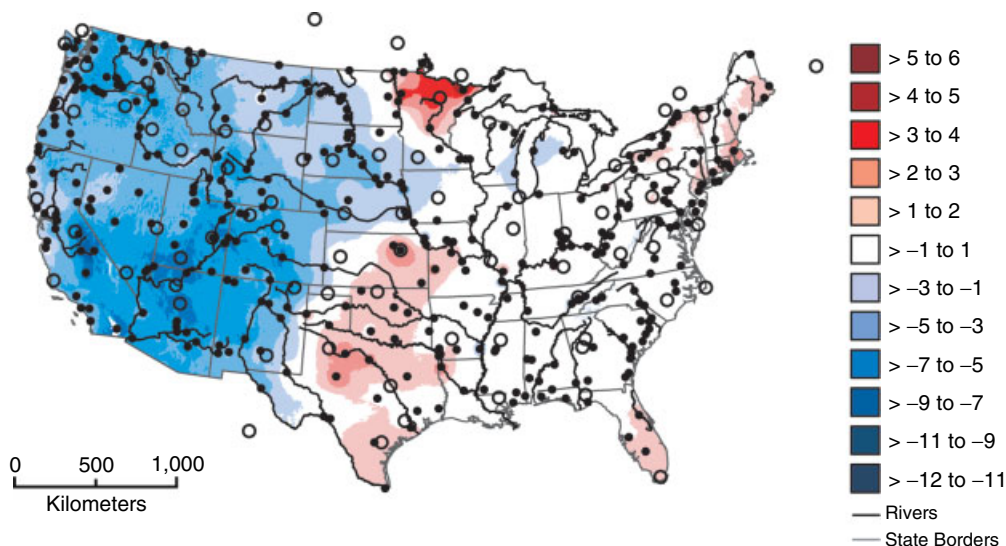 > 5 to 6
> 4 to 5
> 3 to 4
> 2 to 3
> 1 to 2
> −1 to 1
> −3 to −1
> −5 to −3
> −7 to −5
> −9 to −7
> −11 to −9
> −12 to −11
Rivers
State Borders
0 500 1,000
Kilometers